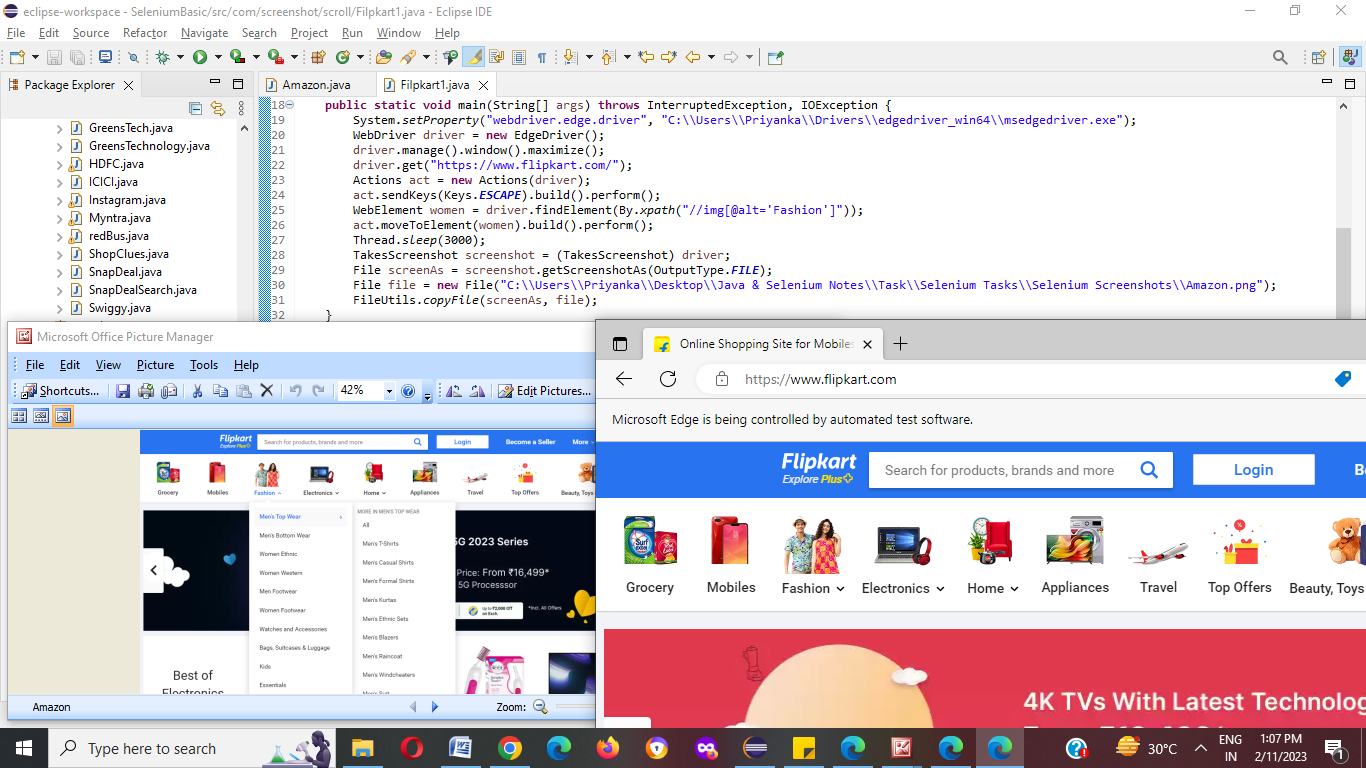 eclipse-workspace - SeleniumBasic/src/com/screenshot/scroll/Filpkart1.java - Eclipse IDE
File Edit Source Refactor Navigate Search Project Run Window Help
Package Explorer
Amazon.java
Filpkart1.java
GreensTech.java
GreensTechnology.java
HDFC.java
ICICI.java
Instagram.java
Myntra.java
redBus.java
ShopClues.java
SnapDeal.java
SnapDealSearch.java
Swiggy.java
18 public static void main(String[] args) throws InterruptedException, IOException {
19 System.setProperty("webdriver.edge.driver", "C:\\Users\\Priyanka\\Drivers\\edgedriver_win64\\msedgedriver.exe");
20 WebDriver driver = new EdgeDriver();
21 driver.manage().window().maximize();
22 driver.get("https://www.flipkart.com/");
23 Actions act = new Actions(driver);
24 act.sendKeys(Keys.ESCAPE).build().perform();
25 WebElement women = driver.findElement(By.xpath("//img[@alt='Fashion']"));
26 act.moveToElement(women).build().perform();
27 Thread.sleep(3000);
28 TakesScreenshot screenshot = (TakesScreenshot) driver;
29 File screenAs = screenshot.getScreenshotAs(OutputType.FILE);
30 File file = new File("C:\\Users\\Priyanka\\Desktop\\Java & Selenium Notes\\Task\\Selenium Tasks\\Selenium Screenshots\\Amazon.png");
31 FileUtils.copyFile(screenAs, file);
32 }
Microsoft Office Picture Manager
File Edit View Picture Tools Help
Shortcuts... 42% Edit Pictures...
Flipkart
Explore Plus
Search for products, brands and more
Login
Become a Seller
More
Grocery Mobiles Fashion Electronics Home Appliances Travel Top Offers Beauty, Toys
Men's Top Wear
Men's Bottom Wear
Women Ethnic
Women Western
Men Footwear
Women Footwear
Watches and Accessories
Bags, Suitcases & Luggage
Kids
Essentials
MORE IN MEN'S TOP WEAR
All
Men's T-Shirts
Men's Casual Shirts
Men's Formal Shirts
Men's Kurtas
Men's Ethnic Sets
Men's Blazers
Men's Raincoat
Men's Windcheaters
Men's Suit
5G 2023 Series
Price: From ₹16,499*
5G Processsor
Up to ₹2,000 Off
on Exch.
*Incl. All Offers
Best of
Electronics
Amazon
Zoom:
Online Shopping Site for Mobiles
https://www.flipkart.com
Microsoft Edge is being controlled by automated test software.
Flipkart
Explore Plus
Search for products, brands and more
Login
Be
Grocery Mobiles Fashion Electronics Home Appliances Travel Top Offers Beauty, Toys
4K TVs With Latest Technolog
Type here to search
30°C
ENG
IN
1:07 PM
2/11/2023
1